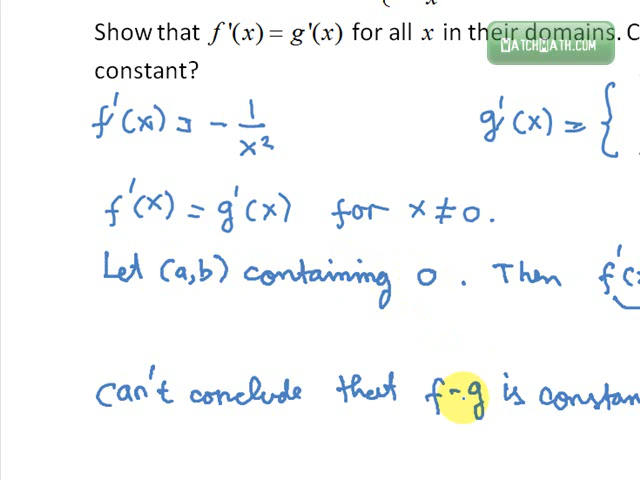 x
Show that f'(x) = g'(x) for all x in their domains. C
WatchMath.com
constant?
f'(x) = - 1/x²
g'(x) = {
f'(x) = g'(x) for x ≠ 0.
Let (a,b) containing 0. Then f'(x
can't conclude that f-g is constan